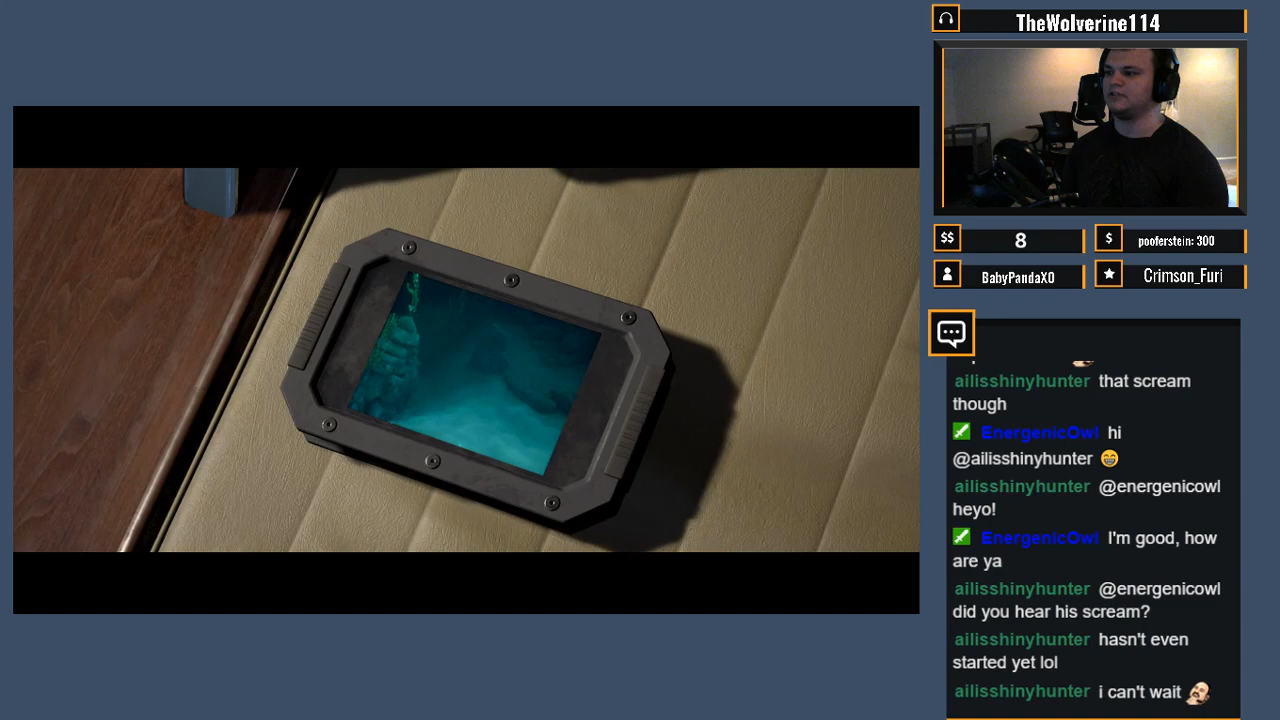 TheWolverine114
$$ 8 $ pooferstein: 300
BabyPandaXO Crimson_Furi
ailisshinyhunter that scream
though
EnergenicOwl hi
@ailisshinyhunter
ailisshinyhunter @energenicowl
heyo!
EnergenicOwl I'm good, how
are ya
ailisshinyhunter @energenicowl
did you hear his scream?
ailisshinyhunter hasn't even
started yet lol
ailisshinyhunter i can't wait